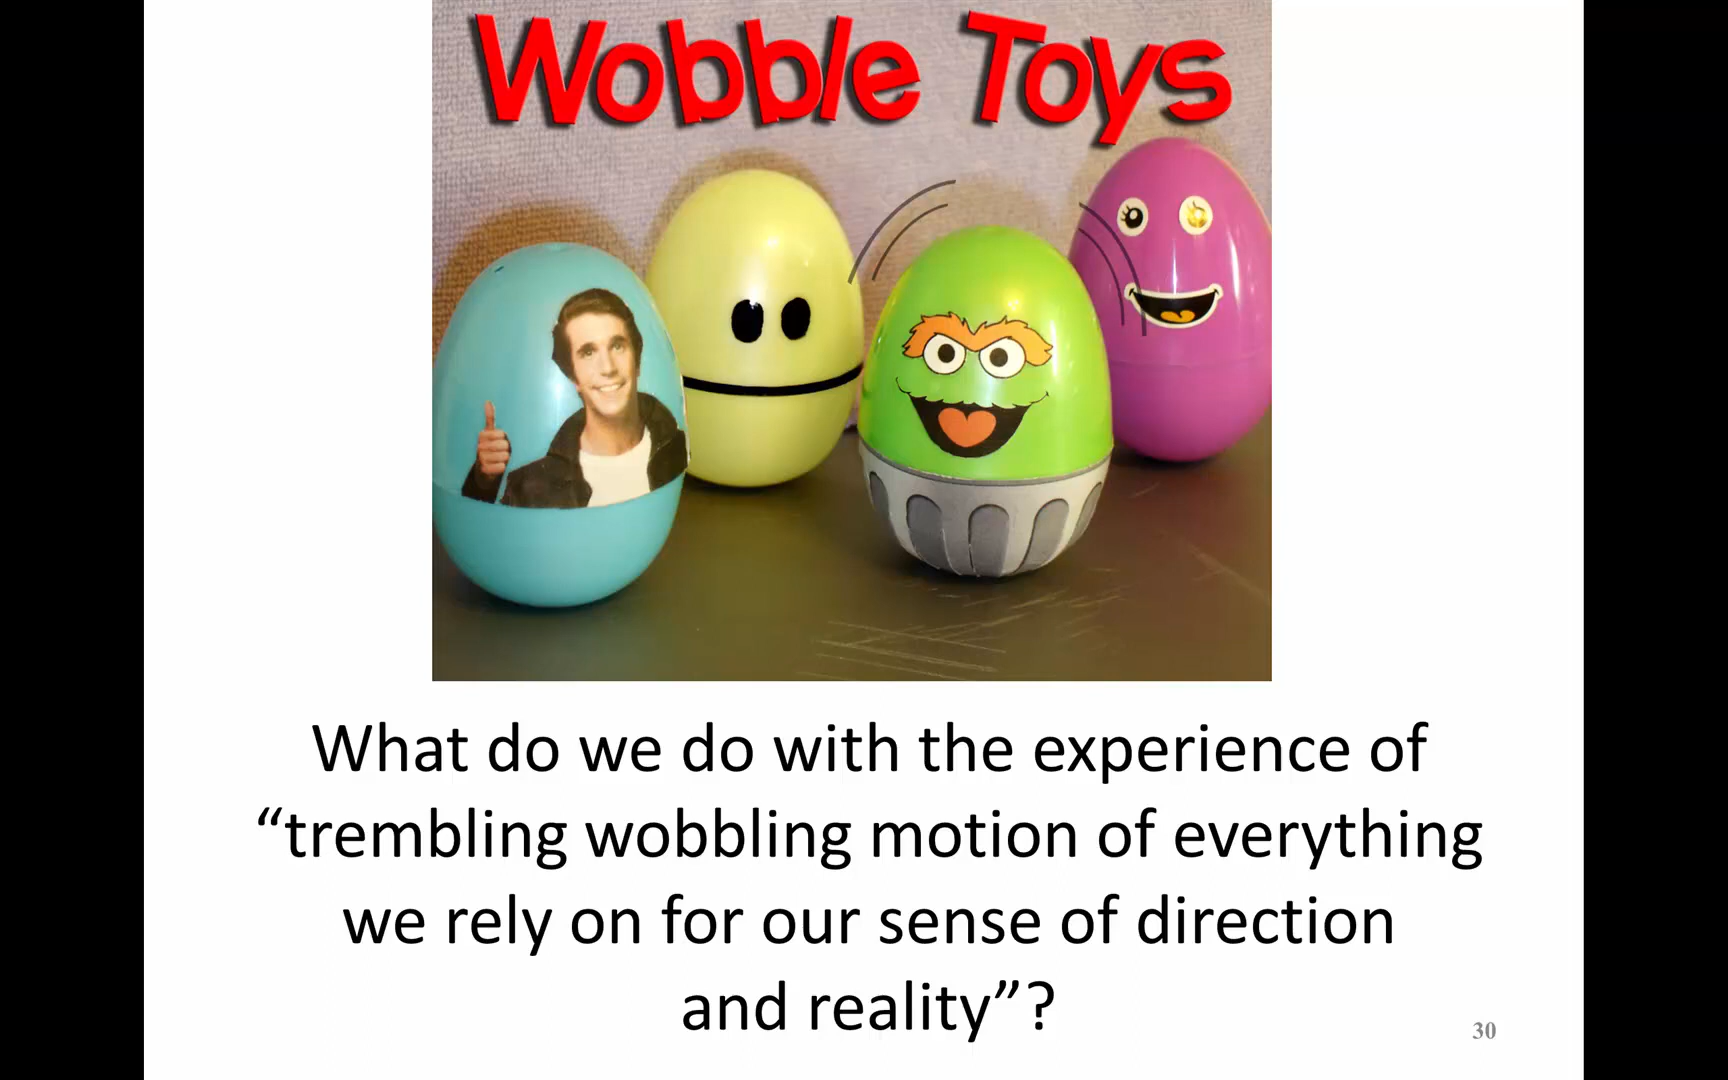 Wobble Toys
What do we do with the experience of
“trembling wobbling motion of everything
we rely on for our sense of direction
and reality”?
30